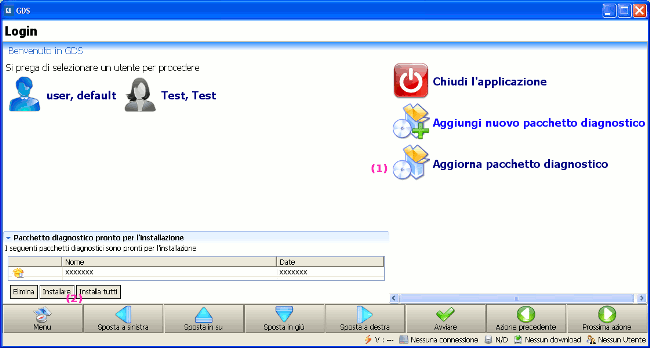 GDS
Login
Benvenuto in GDS
Si prega di selezionare un utente per procedere
user, default
Test, Test
Chiudi l'applicazione
Aggiungi nuovo pacchetto diagnostico
(1)
Aggiorna pacchetto diagnostico
Pacchetto diagnostico pronto per l'installazione
I seguenti pacchetti diagnostici sono pronti per l'installazione
Nome Date
xxxxxxx xxxxxxx
Elimina Installare Installa tutti
(2)
Menu Sposta a sinistra Sposta in su Sposta in giù Sposta a destra Avviare Azione precedente Prossima azione
V : --- Nessuna connessione N/D Nessun download Nessun Utente